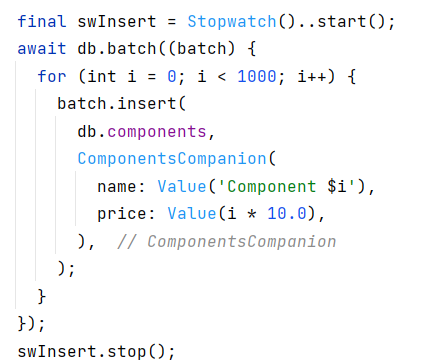 final swInsert = Stopwatch()..start();
await db.batch((batch) {
  for (int i = 0; i < 1000; i++) {
    batch.insert(
      db.components,
      ComponentsCompanion(
        name: Value('Component $i'),
        price: Value(i * 10.0),
      ),  // ComponentsCompanion
    );
  }
});
swInsert.stop();